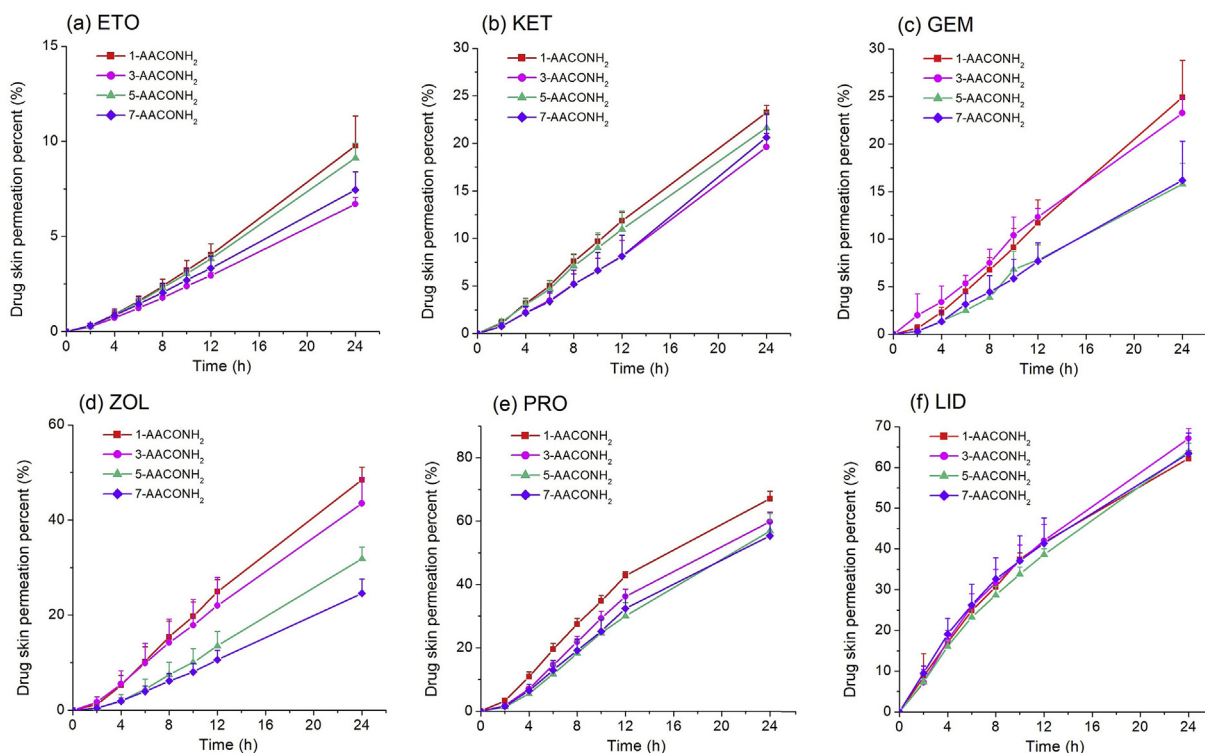 (a) ETO
1-AACONH₂
3-AACONH₂
5-AACONH₂
7-AACONH₂
Drug skin permeation percent (%)
15
10
5
0
0 4 8 12 16 20 24
Time (h)
(b) KET
1-AACONH₂
3-AACONH₂
5-AACONH₂
7-AACONH₂
Drug skin permeation percent (%)
30
25
20
15
10
5
0
0 4 8 12 16 20 24
Time (h)
(c) GEM
1-AACONH₂
3-AACONH₂
5-AACONH₂
7-AACONH₂
Drug skin permeation percent (%)
30
25
20
15
10
5
0
0 4 8 12 16 20 24
Time (h)
(d) ZOL
1-AACONH₂
3-AACONH₂
5-AACONH₂
7-AACONH₂
Drug skin permeation percent (%)
60
40
20
0
0 4 8 12 16 20 24
Time (h)
(e) PRO
1-AACONH₂
3-AACONH₂
5-AACONH₂
7-AACONH₂
Drug skin permeation percent (%)
80
60
40
20
0
0 4 8 12 16 20 24
Time (h)
(f) LID
1-AACONH₂
3-AACONH₂
5-AACONH₂
7-AACONH₂
Drug skin permeation percent (%)
70
60
50
40
30
20
10
0
0 4 8 12 16 20 24
Time (h)